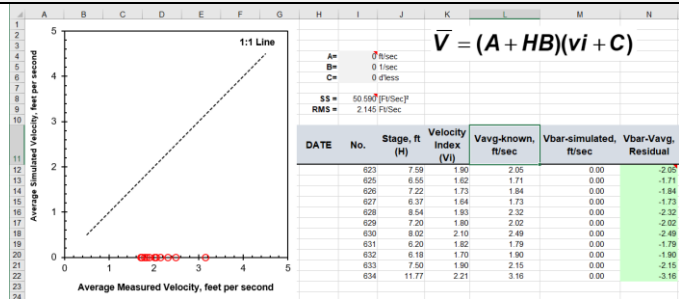 A B C D E F G H I J K L M N
1
2
3
4
5
6
7
8
9
10
11
12
13
14
15
16
17
18
19
20
21
22
23
24
Average Simulated Velocity, feet per second
5
4
3
2
1
0
1:1 Line
0 1 2 3 4 5
Average Measured Velocity, feet per second
V̅ = (A + HB)(vi + C)
A= 0 ft/sec
B= 0 1/sec
C= 0 d'less
SS = 50.590 [Ft/Sec]²
RMS = 2.145 Ft/Sec
DATE No. Stage, ft (H) Velocity Index (Vi) Vavg-known, ft/sec Vbar-simulated, ft/sec Vbar-Vavg, Residual
623 7.59 1.90 2.05 0.00 -2.05
625 6.55 1.62 1.71 0.00 -1.71
626 7.22 1.73 1.84 0.00 -1.84
627 6.37 1.64 1.73 0.00 -1.73
628 8.54 1.93 2.32 0.00 -2.32
629 7.20 1.80 2.02 0.00 -2.02
630 8.02 2.10 2.49 0.00 -2.49
631 6.20 1.82 1.79 0.00 -1.79
632 6.18 1.70 1.90 0.00 -1.90
633 7.50 1.90 2.15 0.00 -2.15
634 11.77 2.21 3.16 0.00 -3.16